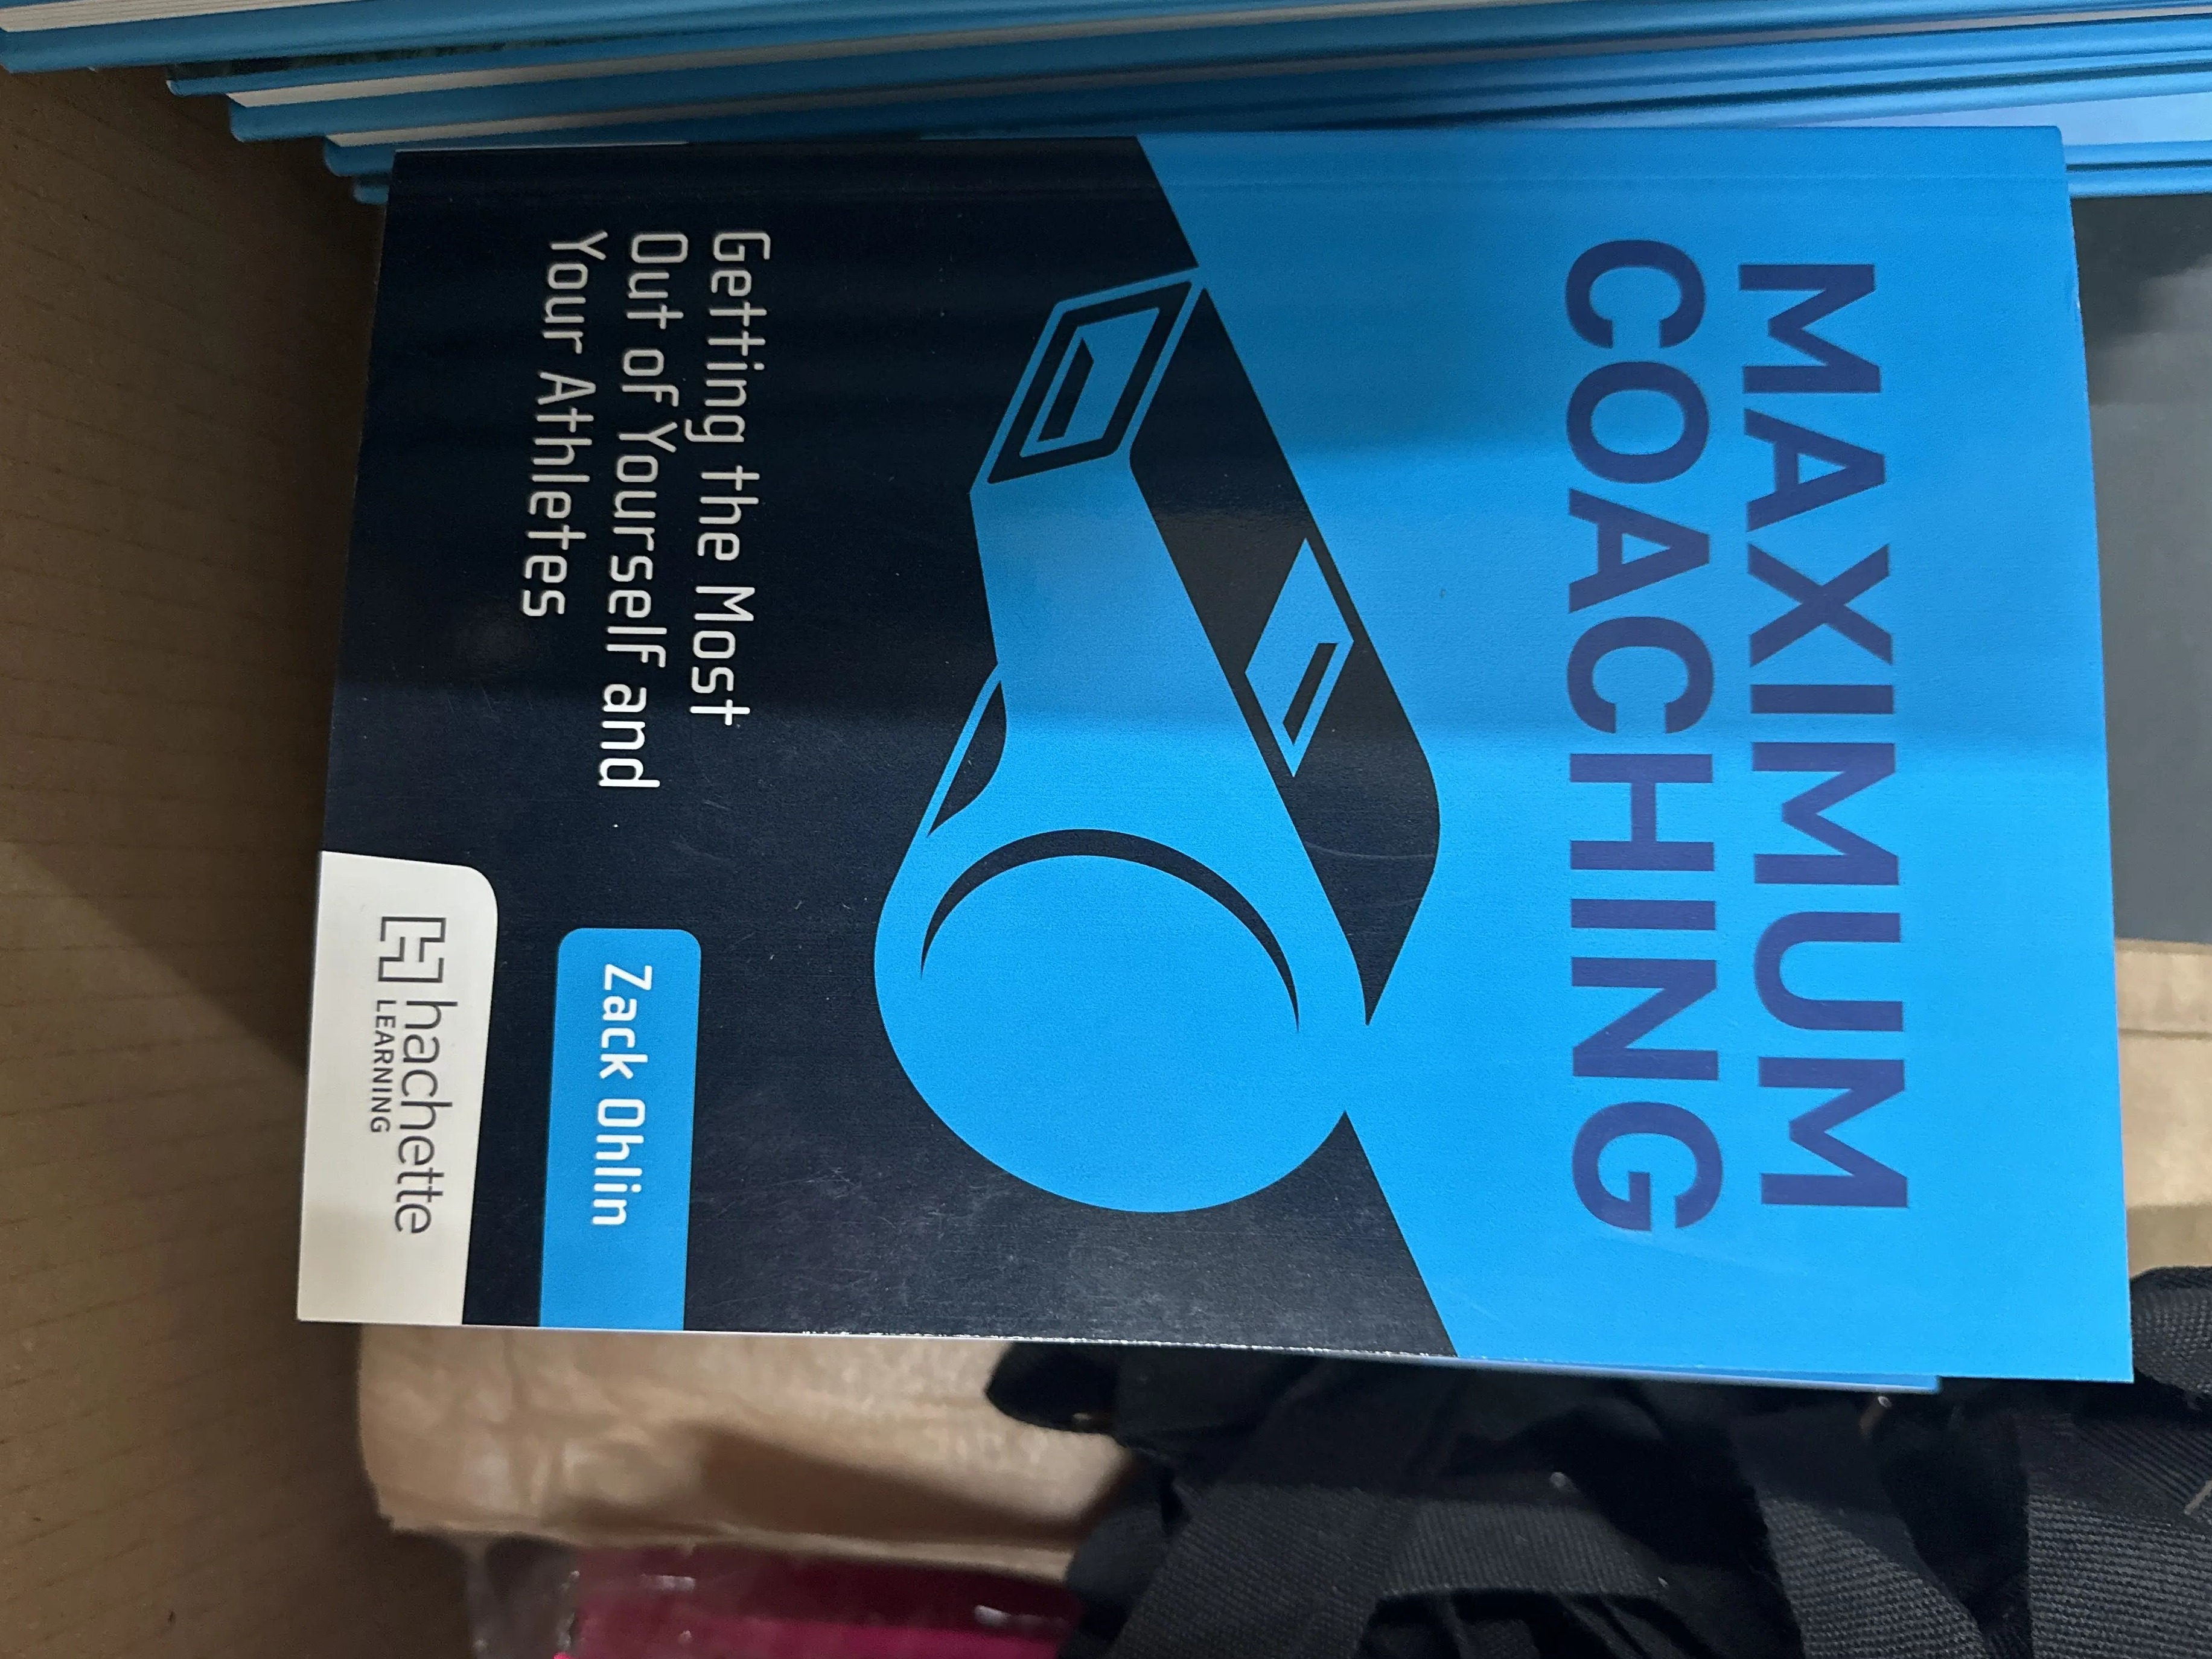 MAXIMUM
COACHING
Getting the Most
Out of Yourself and
Your Athletes
Zack Ohlin
hachette
LEARNING